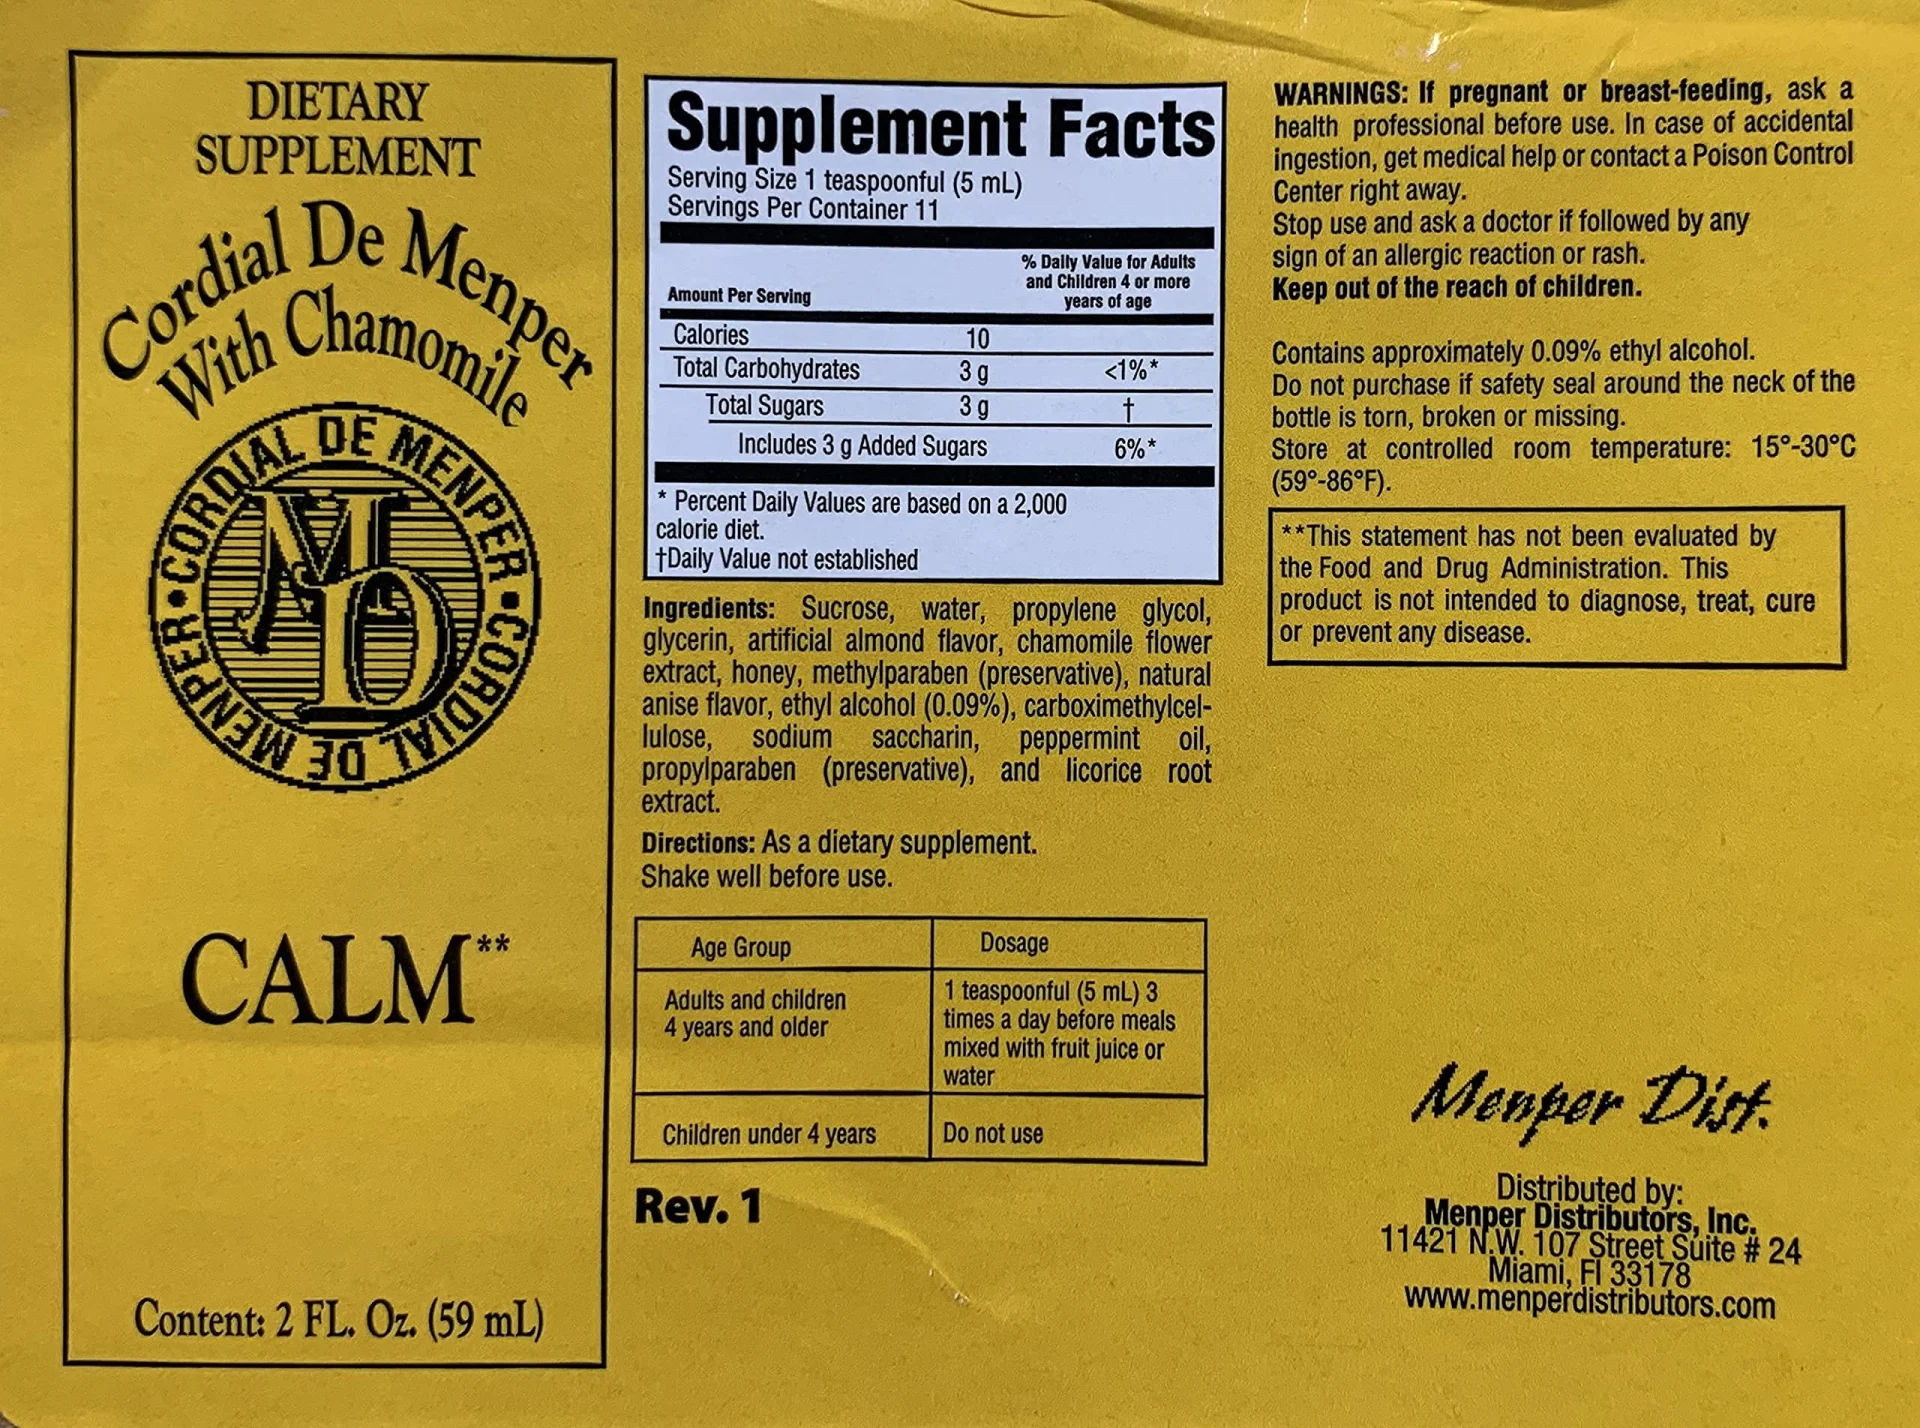 DIETARY
SUPPLEMENT
Cordial De Menper
With Chamomile
CORDIAL DE MENPER • CORDIAL DE MENPER •
MD
CALM**
Content: 2 FL. Oz. (59 mL)
Supplement Facts
Serving Size 1 teaspoonful (5 mL)
Servings Per Container 11
Amount Per Serving
% Daily Value for Adults
and Children 4 or more
years of age
Calories 10
Total Carbohydrates 3 g <1%*
Total Sugars 3 g †
Includes 3 g Added Sugars 6%*
* Percent Daily Values are based on a 2,000
calorie diet.
†Daily Value not established
Ingredients: Sucrose, water, propylene glycol,
glycerin, artificial almond flavor, chamomile flower
extract, honey, methylparaben (preservative), natural
anise flavor, ethyl alcohol (0.09%), carboximethylcel-
lulose, sodium saccharin, peppermint oil,
propylparaben (preservative), and licorice root
extract.
Directions: As a dietary supplement.
Shake well before use.
Age Group Dosage
Adults and children
4 years and older
1 teaspoonful (5 mL) 3
times a day before meals
mixed with fruit juice or
water
Children under 4 years Do not use
Rev. 1
WARNINGS: If pregnant or breast-feeding, ask a
health professional before use. In case of accidental
ingestion, get medical help or contact a Poison Control
Center right away.
Stop use and ask a doctor if followed by any
sign of an allergic reaction or rash.
Keep out of the reach of children.
Contains approximately 0.09% ethyl alcohol.
Do not purchase if safety seal around the neck of the
bottle is torn, broken or missing.
Store at controlled room temperature: 15°-30°C
(59°-86°F).
**This statement has not been evaluated by
the Food and Drug Administration. This
product is not intended to diagnose, treat, cure
or prevent any disease.
Menper Dist.
Distributed by:
Menper Distributors, Inc.
11421 N.W. 107 Street Suite # 24
Miami, Fl 33178
www.menperdistributors.com